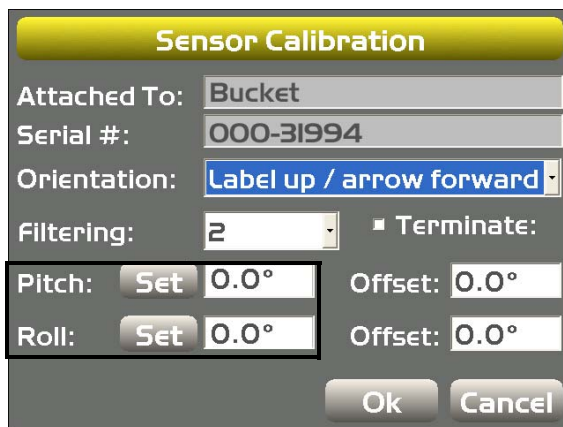 Sensor Calibration
Attached To: Bucket
Serial #: 000-31994
Orientation: Label up / arrow forward
Filtering: 2 Terminate:
Pitch: Set 0.0° Offset: 0.0°
Roll: Set 0.0° Offset: 0.0°
Ok Cancel